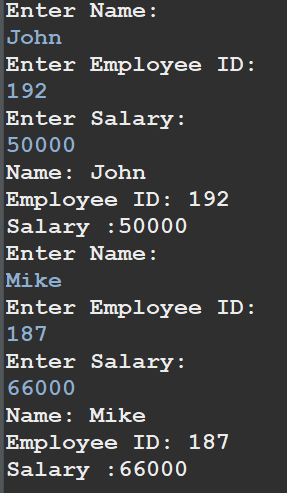 Enter Name:
John
Enter Employee ID:
192
Enter Salary:
50000
Name: John
Employee ID: 192
Salary :50000
Enter Name:
Mike
Enter Employee ID:
187
Enter Salary:
66000
Name: Mike
Employee ID: 187
Salary :66000